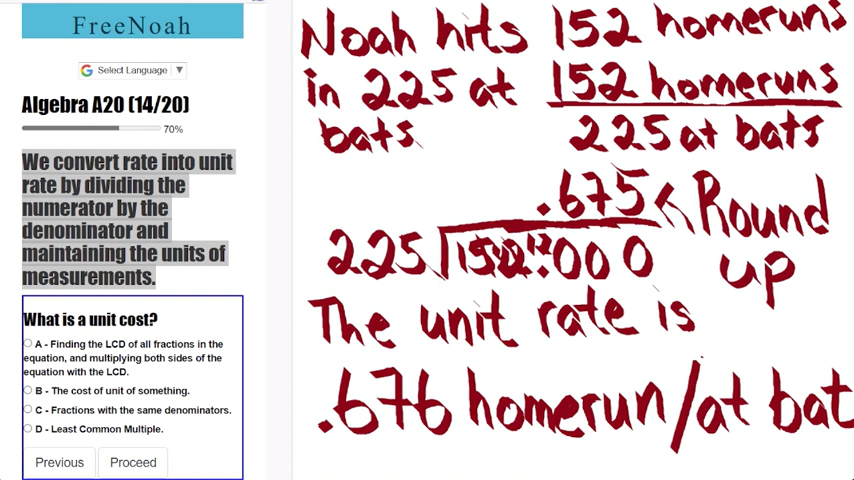 FreeNoah
Select Language
Algebra A20 (14/20)
70%
We convert rate into unit
rate by dividing the
numerator by the
denominator and
maintaining the units of
measurements.
What is a unit cost?
A - Finding the LCD of all fractions in the
equation, and multiplying both sides of the
equation with the LCD.
B - The cost of unit of something.
C - Fractions with the same denominators.
D - Least Common Multiple.
Previous Proceed
Noah hits 152 homeruns
in 225 at
bats
152 homeruns
225 at bats
.675 < Round
up
225 152.000
The unit rate is
.676 homerun/at bat